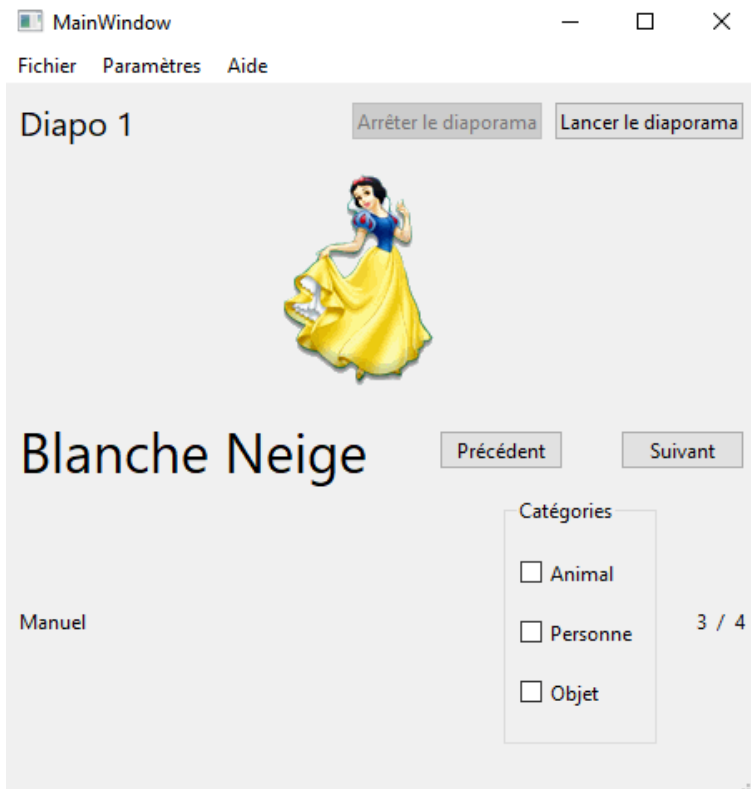 MainWindow
Fichier Paramètres Aide
Diapo 1
Arrêter le diaporama
Lancer le diaporama
Blanche Neige
Précédent
Suivant
Catégories
Animal
Personne
Objet
Manuel
3 / 4